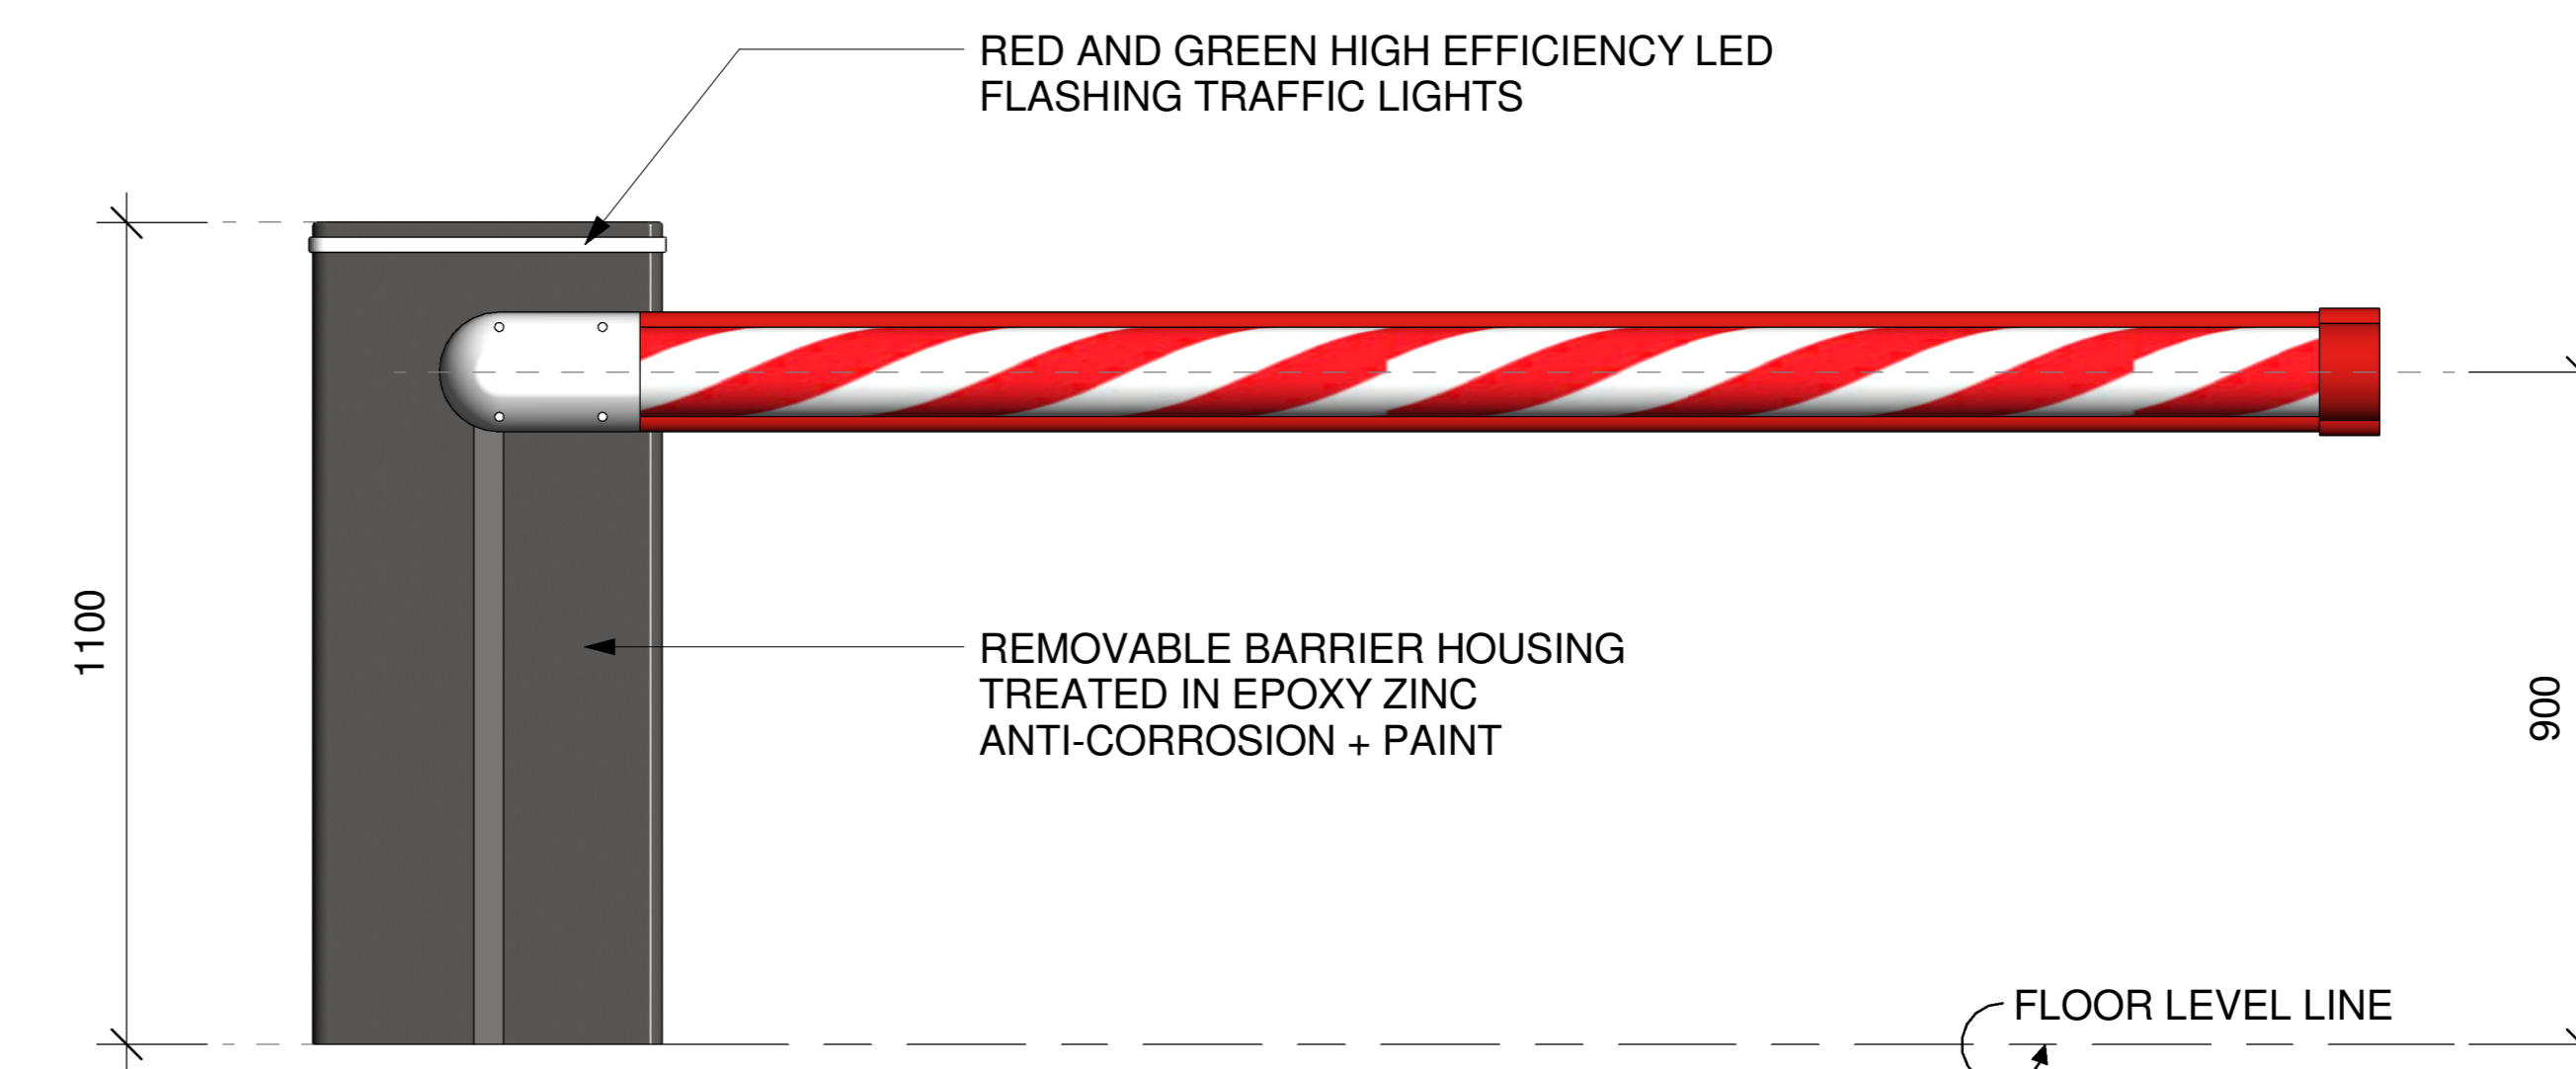 RED AND GREEN HIGH EFFICIENCY LED
FLASHING TRAFFIC LIGHTS
1100
REMOVABLE BARRIER HOUSING
TREATED IN EPOXY ZINC
ANTI-CORROSION + PAINT
900
FLOOR LEVEL LINE